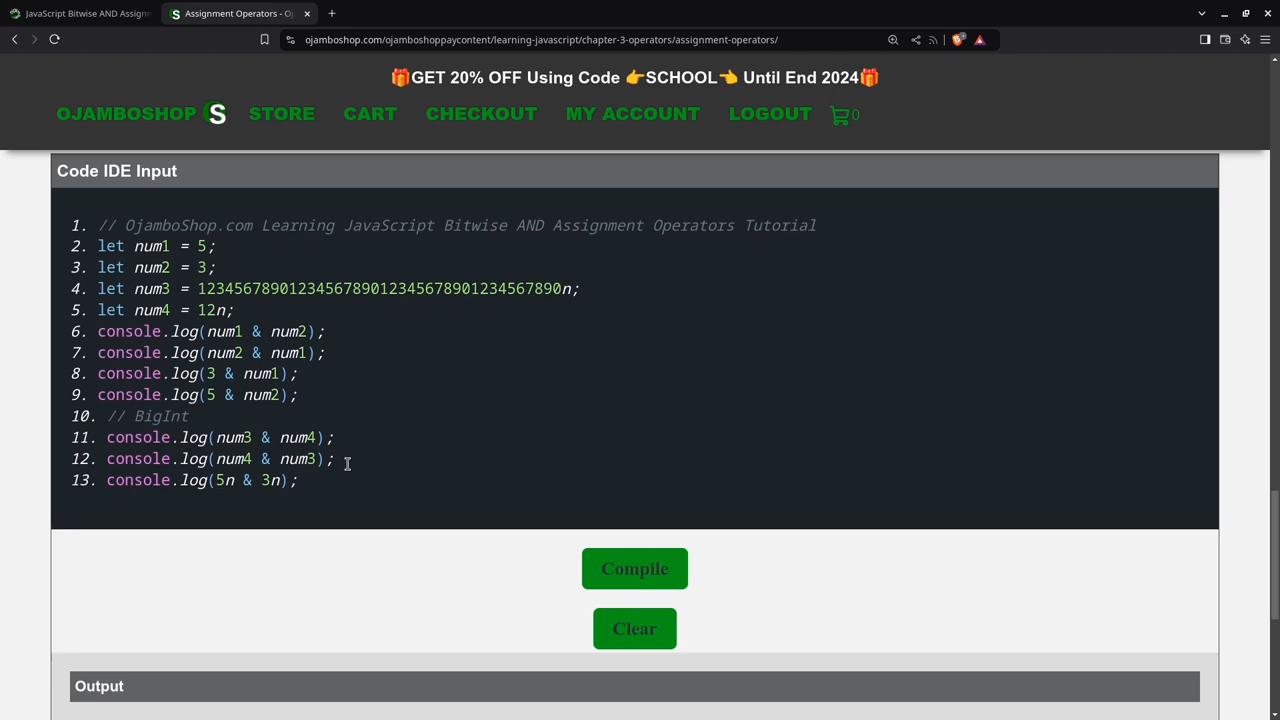 JavaScript Bitwise AND Assignm
Assignment Operators - O
ojamboshop.com/ojamboshoppaycontent/learning-javascript/chapter-3-operators/assignment-operators/
🎁GET 20% OFF Using Code 👉SCHOOL👈 Until End 2024🎁
OJAMBOSHOP S STORE CART CHECKOUT MY ACCOUNT LOGOUT 0
Code IDE Input
1. // OjamboShop.com Learning JavaScript Bitwise AND Assignment Operators Tutorial
2. let num1 = 5;
3. let num2 = 3;
4. let num3 = 1234567890123456789012345678901234567890n;
5. let num4 = 12n;
6. console.log(num1 & num2);
7. console.log(num2 & num1);
8. console.log(3 & num1);
9. console.log(5 & num2);
10. // BigInt
11. console.log(num3 & num4);
12. console.log(num4 & num3);
13. console.log(5n & 3n);
Compile
Clear
Output